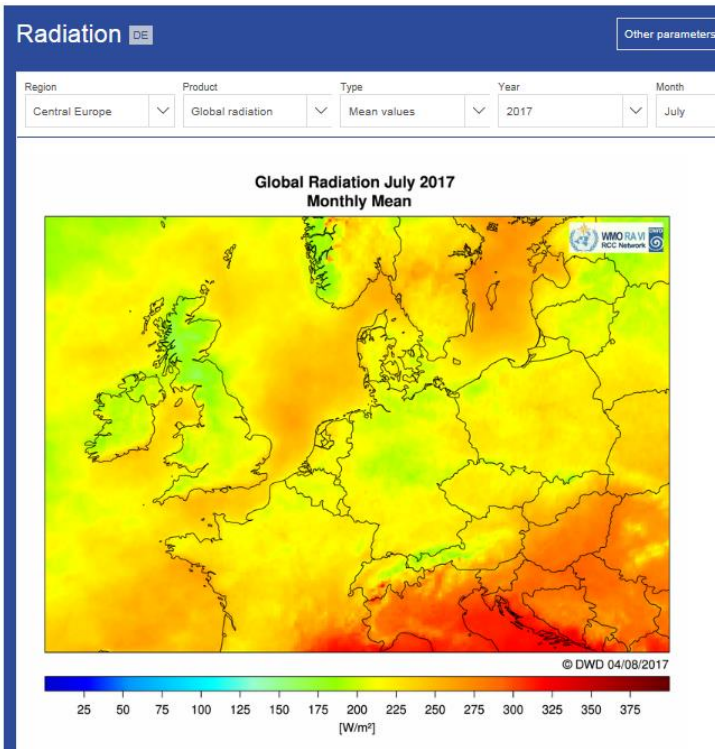 Radiation DE
Other parameters
Region Product Type Year Month
Central Europe Global radiation Mean values 2017 July
Global Radiation July 2017
Monthly Mean
WMO RA VI
RCC Network
DWD
© DWD 04/08/2017
25 50 75 100 125 150 175 200 225 250 275 300 325 350 375
[W/m²]